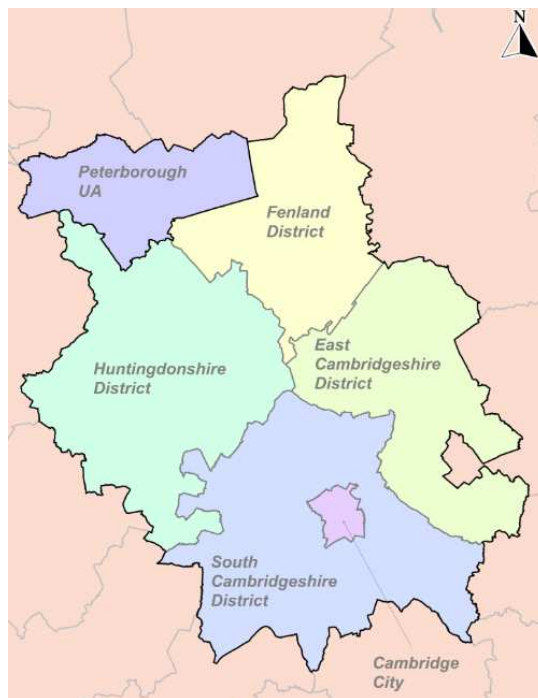 N
Peterborough
UA
Fenland
District
East
Cambridgeshire
District
Huntingdonshire
District
South
Cambridgeshire
District
Cambridge
City